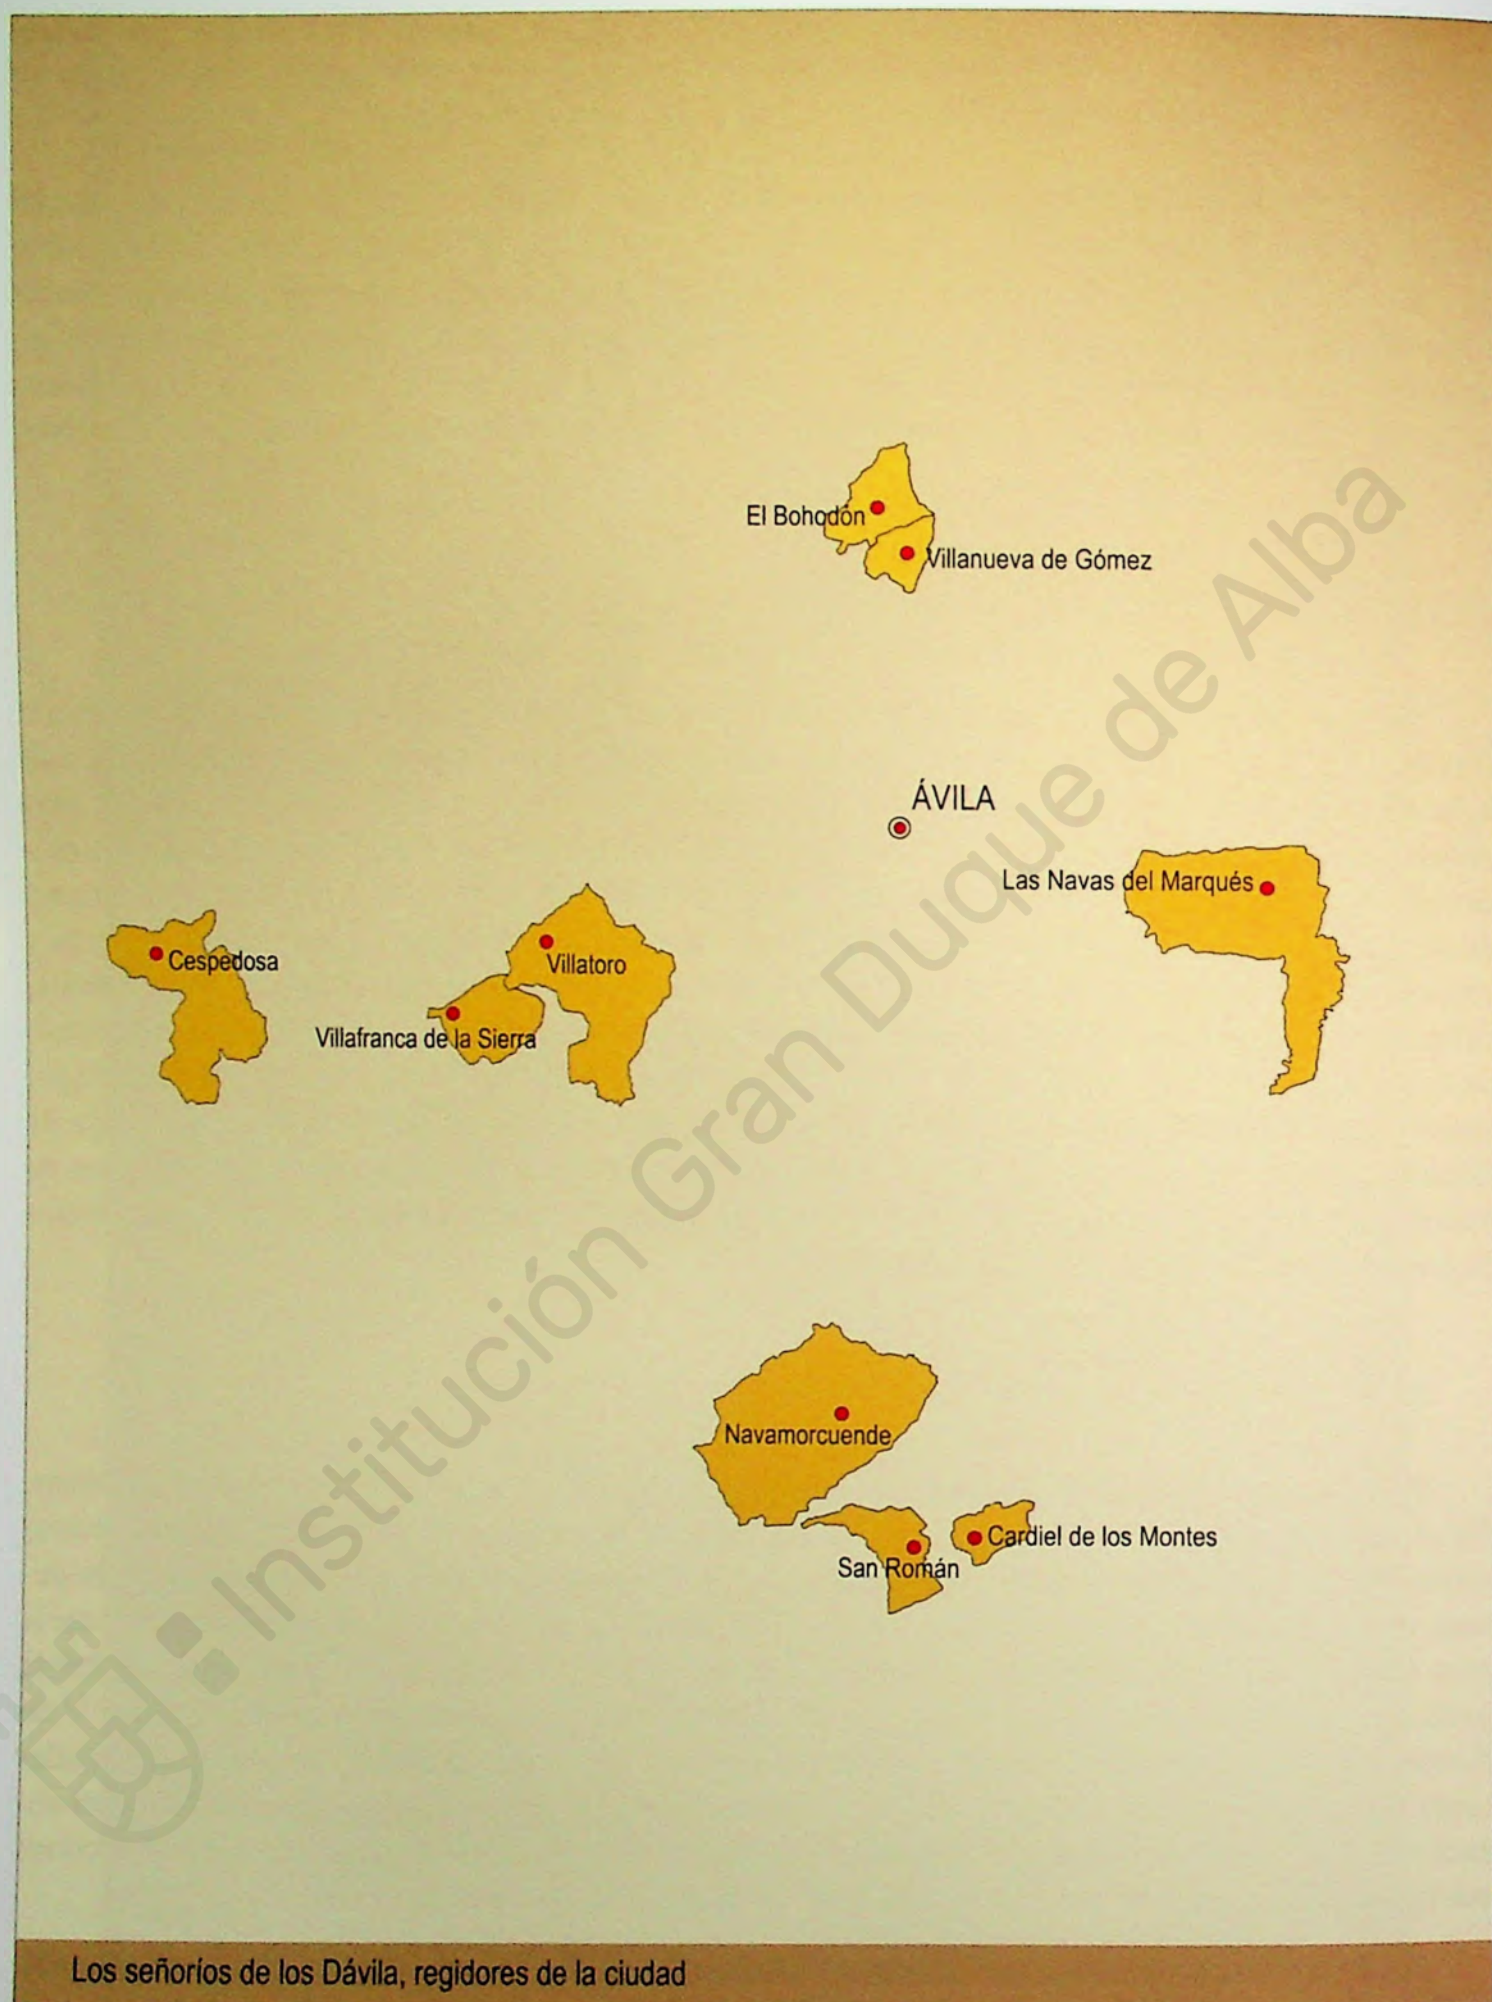 El Bohodón
Villanueva de Gómez
ÁVILA
Las Navas del Marqués
Cespedosa
Villatoro
Villafranca de la Sierra
Navamorcuende
Cardiel de los Montes
San Román
Institución Gran Duque de Alba
Los señoríos de los Dávila, regidores de la ciudad